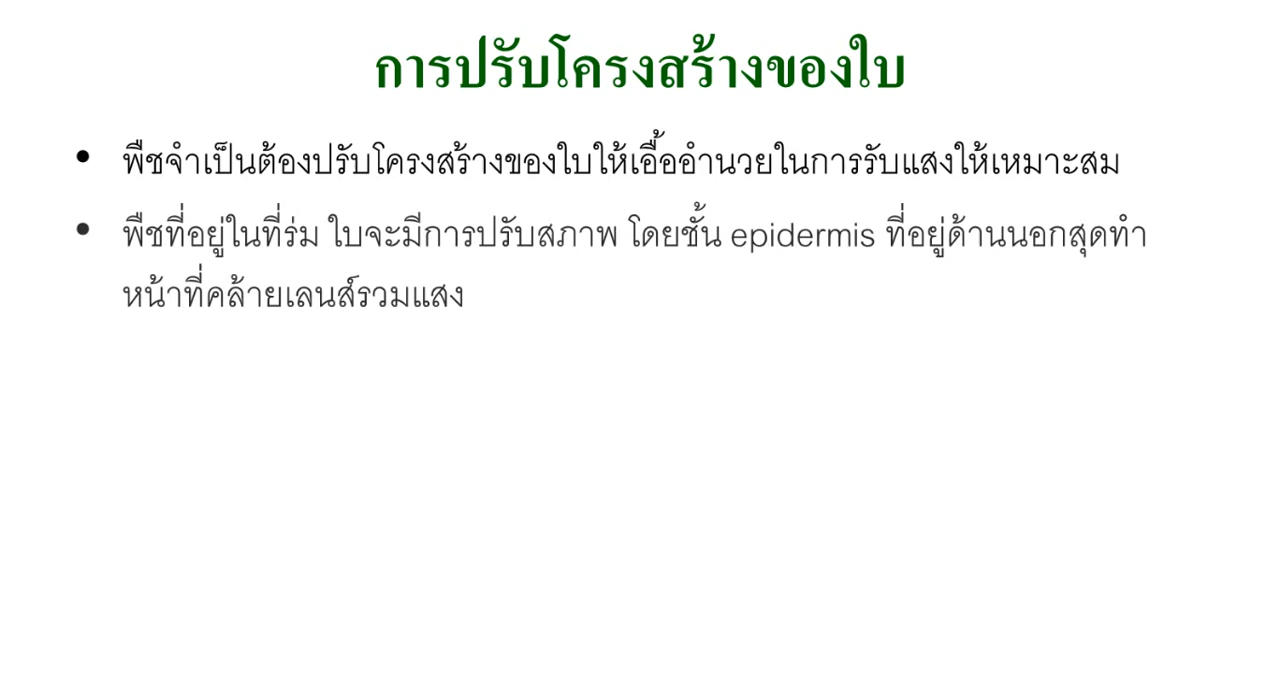 การปรับโครงสร้างของใบ
• พืชจำเป็นต้องปรับโครงสร้างของใบให้เอื้ออำนวยในการรับแสงให้เหมาะสม
• พืชที่อยู่ในที่ร่ม ใบจะมีการปรับสภาพ โดยชั้น epidermis ที่อยู่ด้านนอกสุดทำ
หน้าที่คล้ายเลนส์รวมแสง